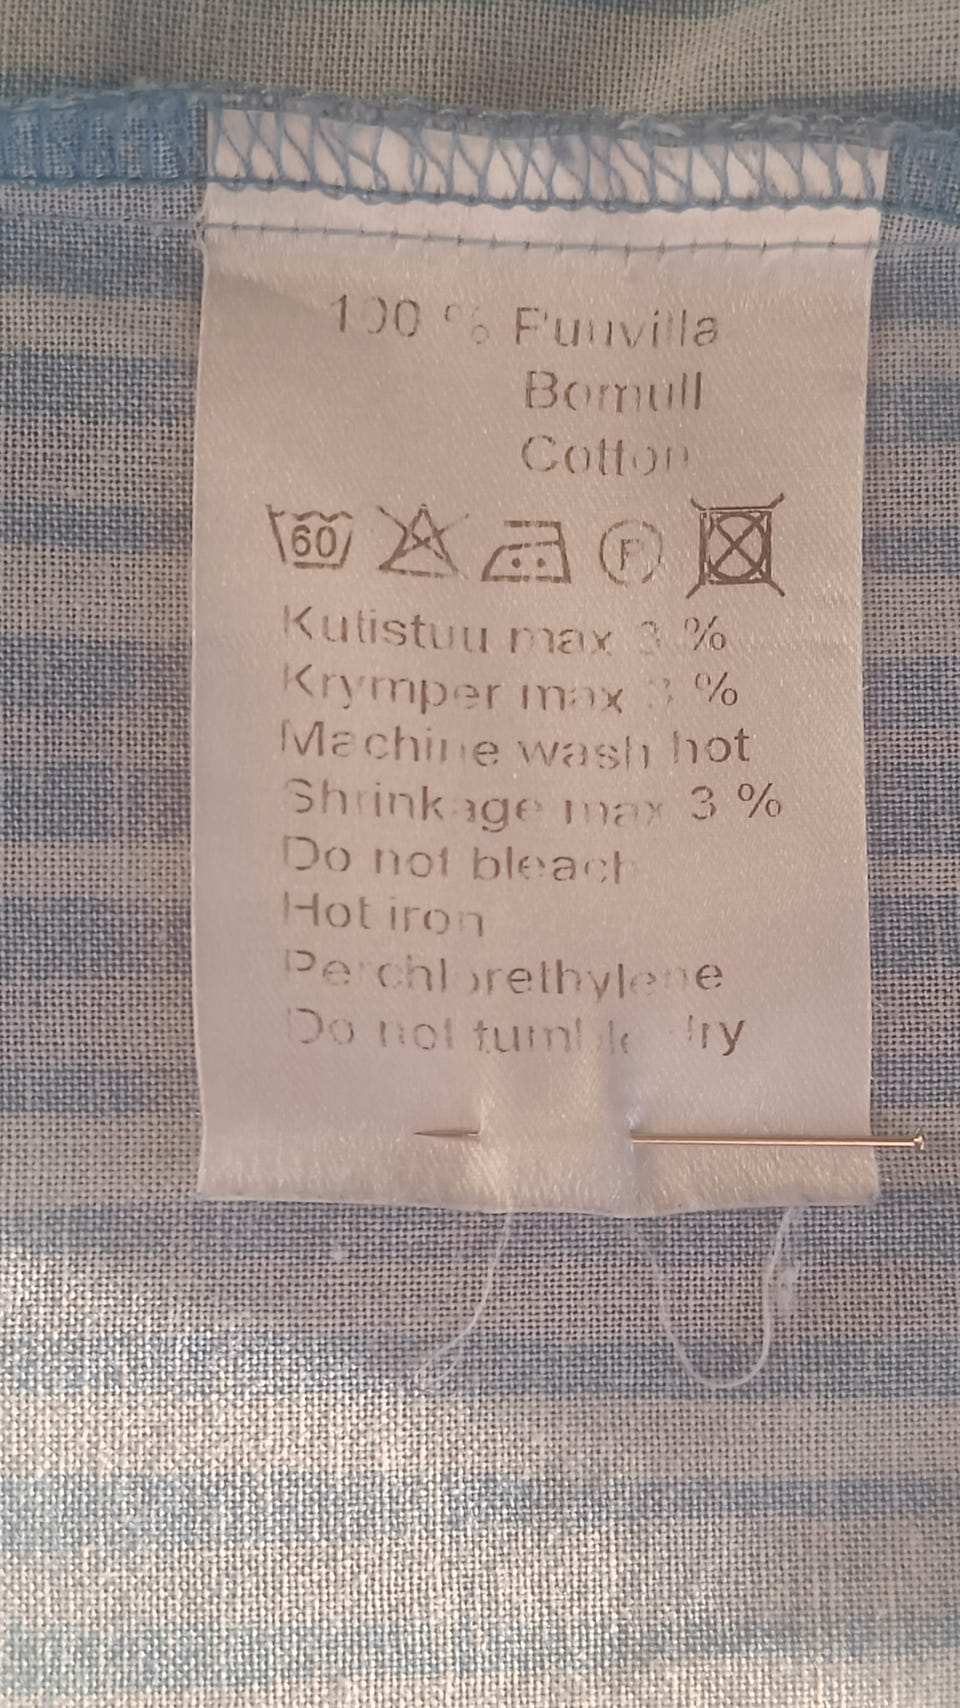 100 % Puuvilla
Bomull
Cotton
60 F
Kutistuu max 3 %
Krymper max 3 %
Machine wash hot
Shrinkage max 3 %
Do not bleach
Hot iron
Perchlorethylene
Do not tumble dry